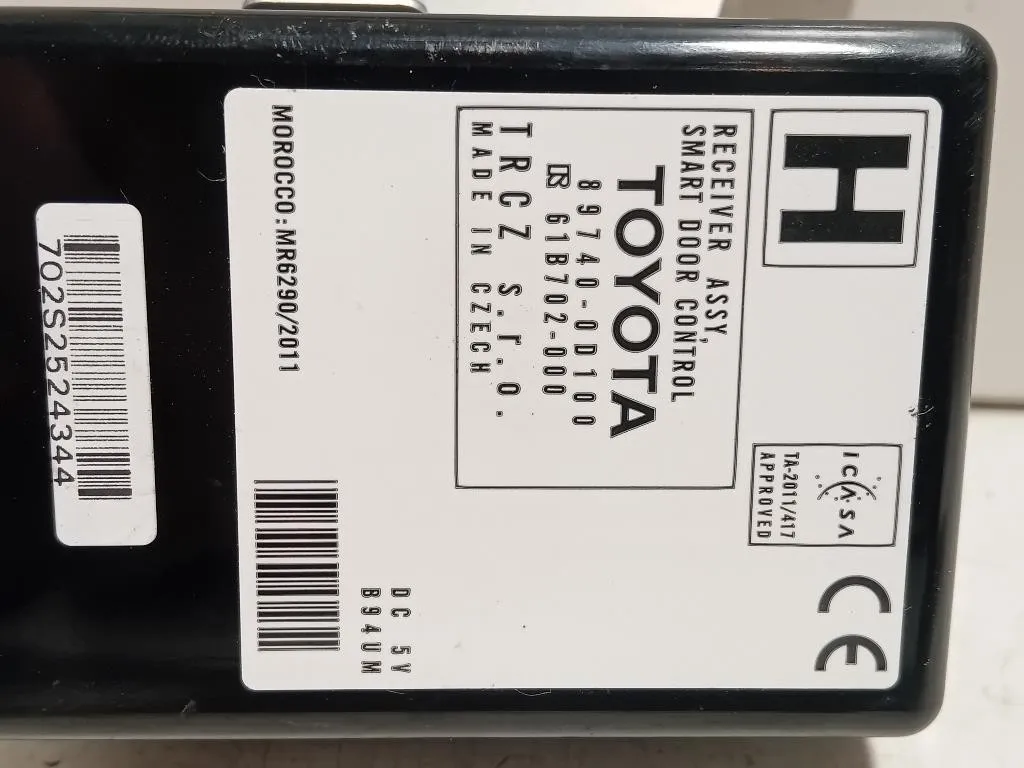 H
RECEIVER ASSY,
SMART DOOR CONTROL
TOYOTA
89740-0D100
61B702-000
TRCZ s.r.o.
MADE IN CZECH
ICASA
TA-2011/417
APPROVED
CE
MOROCCO:MR6290/2011
DC 5V
B94UM
702S2524344